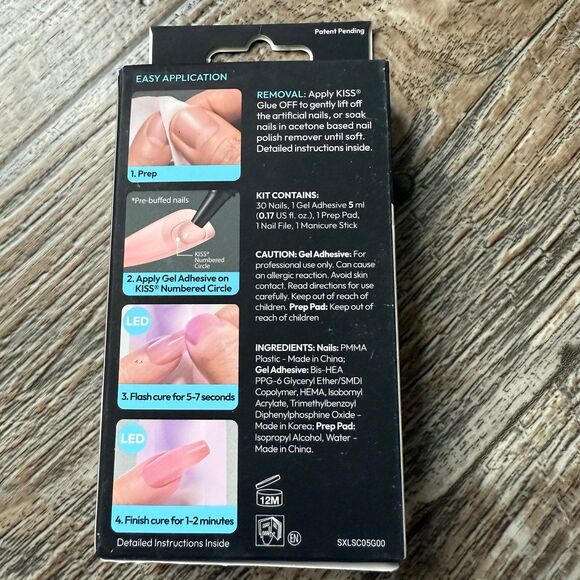 Patent Pending
EASY APPLICATION
1. Prep
*Pre-buffed nails
KISS®
Numbered
Circle
2. Apply Gel Adhesive on
KISS® Numbered Circle
LED
3. Flash cure for 5-7 seconds
LED
4. Finish cure for 1-2 minutes
Detailed Instructions Inside
REMOVAL: Apply KISS®
Glue OFF to gently lift off
the artificial nails, or soak
nails in acetone based nail
polish remover until soft.
Detailed instructions inside.
KIT CONTAINS:
30 Nails, 1 Gel Adhesive 5 ml
(0.17 US fl. oz.), 1 Prep Pad,
1 Nail File, 1 Manicure Stick
CAUTION: Gel Adhesive: For
professional use only. Can cause
an allergic reaction. Avoid skin
contact. Read directions for use
carefully. Keep out of reach of
children. Prep Pad: Keep out of
reach of children
INGREDIENTS: Nails: PMMA
Plastic - Made in China;
Gel Adhesive: Bis-HEA
PPG-6 Glyceryl Ether/SMDI
Copolymer, HEMA, Isobornyl
Acrylate, Trimethylbenzoyl
Diphenylphosphine Oxide -
Made in Korea; Prep Pad:
Isopropyl Alcohol, Water -
Made in China.
12M
EN
SXLSC05G00